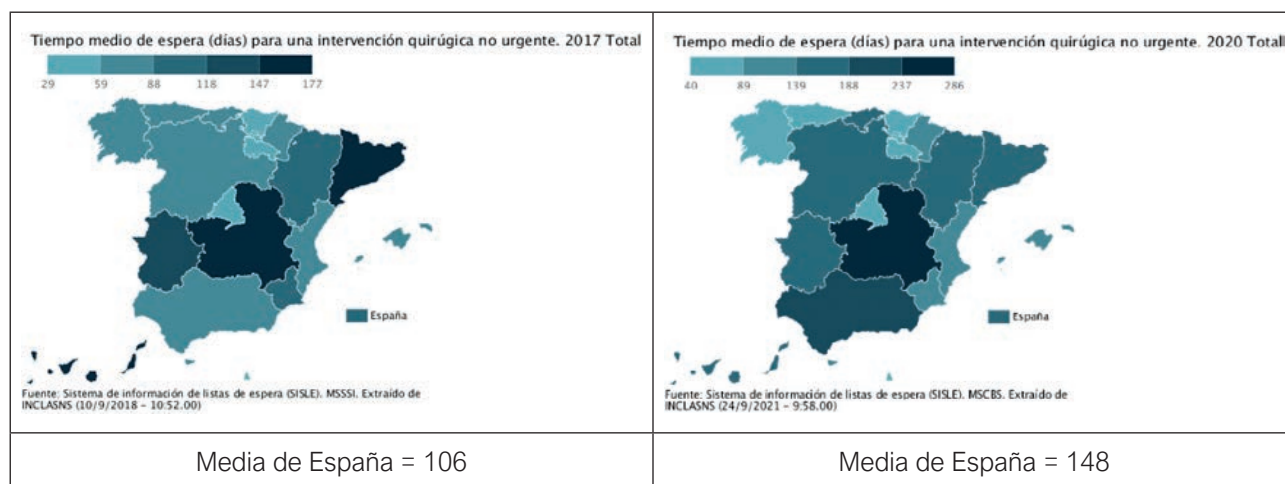 Tiempo medio de espera (días) para una intervención quirúgica no urgente. 2017 Total
29 59 88 118 147 177
España
Fuente: Sistema de información de listas de espera (SISLE). MSSSI. Extraído de
INCLASNS (10/9/2018 - 10:52.00)
Media de España = 106
Tiempo medio de espera (días) para una intervención quirúgica no urgente. 2020 Total
40 89 139 188 237 286
España
Fuente: Sistema de información de listas de espera (SISLE). MSCBS. Extraído de
INCLASNS (24/9/2021 - 9:58.00)
Media de España = 148